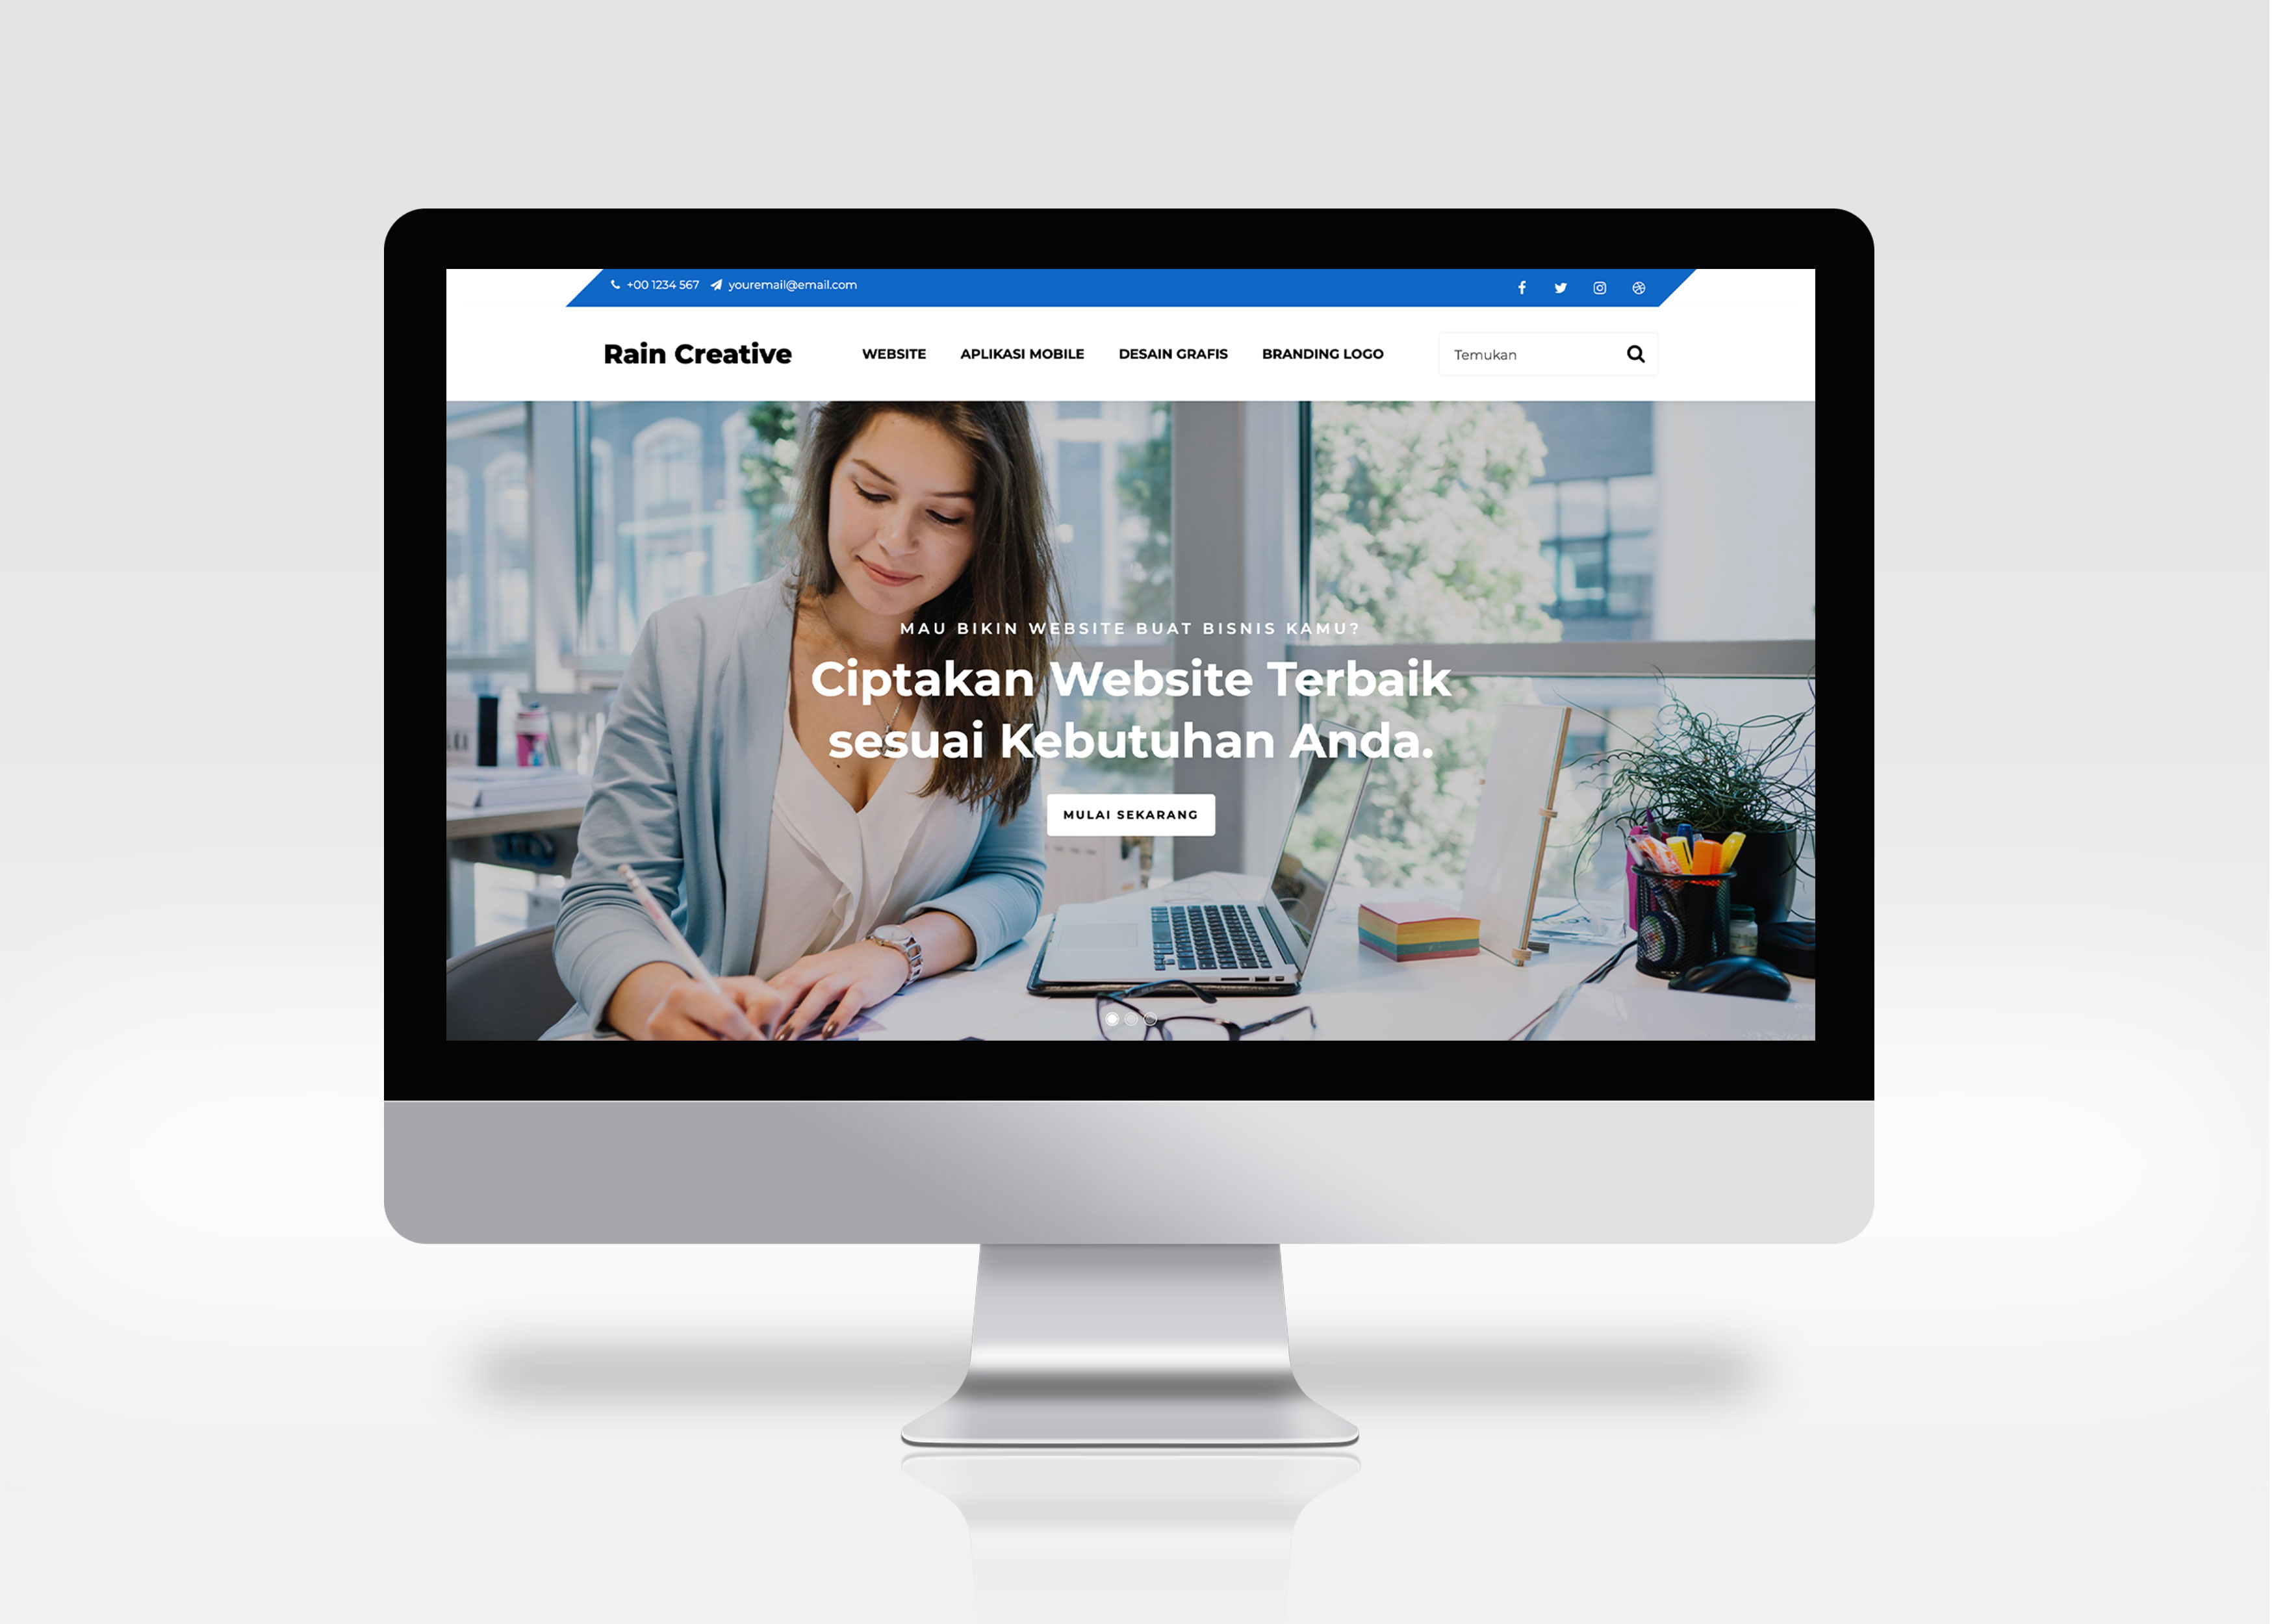 +00 1234 567 youremail@email.com
Rain Creative WEBSITE APLIKASI MOBILE DESAIN GRAFIS BRANDING LOGO Temukan
MAU BIKIN WEBSITE BUAT BISNIS KAMU?
Ciptakan Website Terbaik
sesuai Kebutuhan Anda.
MULAI SEKARANG